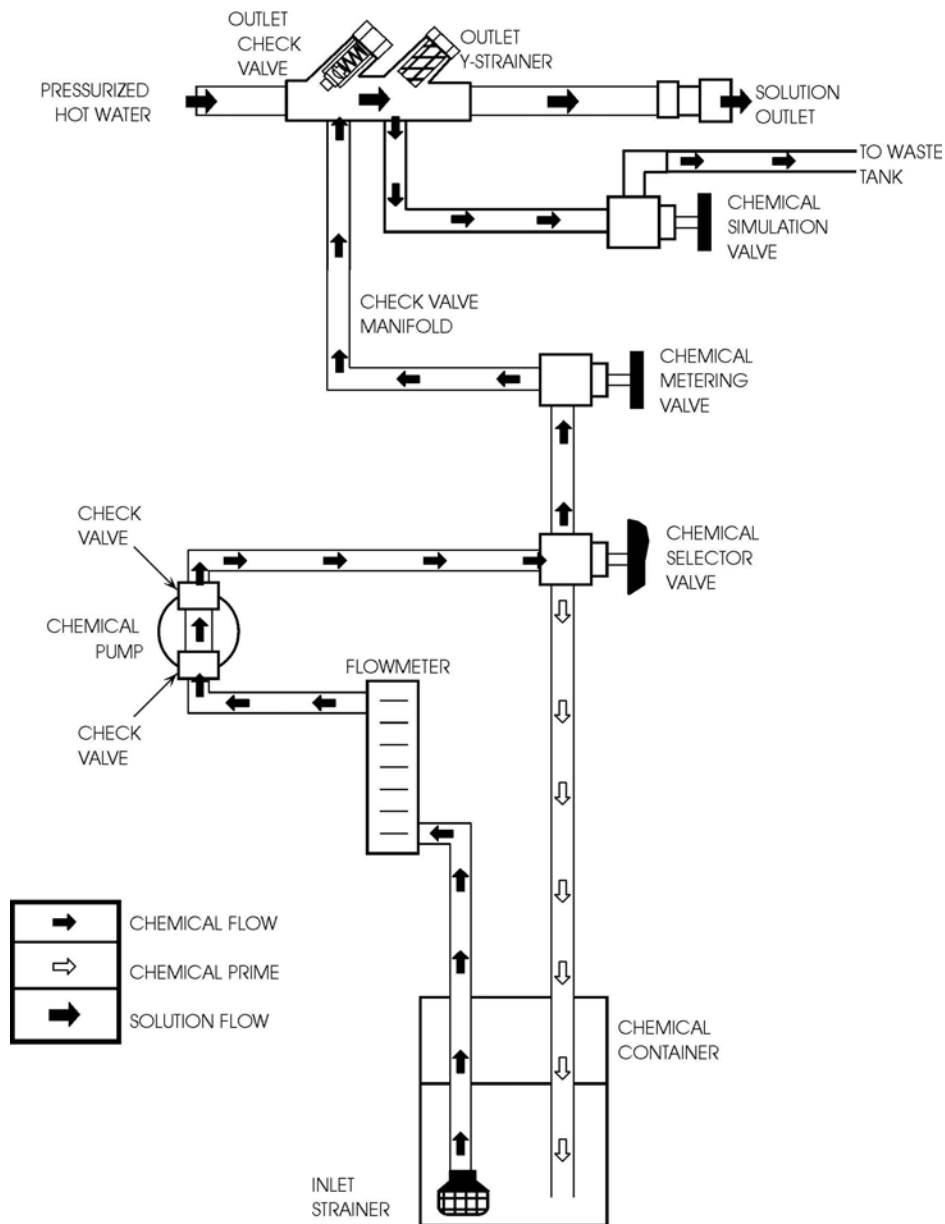 OUTLET
CHECK
VALVE
OUTLET
Y-STRAINER
PRESSURIZED
HOT WATER
SOLUTION
OUTLET
TO WASTE
TANK
CHEMICAL
SIMULATION
VALVE
CHECK VALVE
MANIFOLD
CHEMICAL
METERING
VALVE
CHECK
VALVE
CHEMICAL
SELECTOR
VALVE
CHEMICAL
PUMP
FLOWMETER
CHECK
VALVE
CHEMICAL FLOW
CHEMICAL PRIME
SOLUTION FLOW
CHEMICAL
CONTAINER
INLET
STRAINER